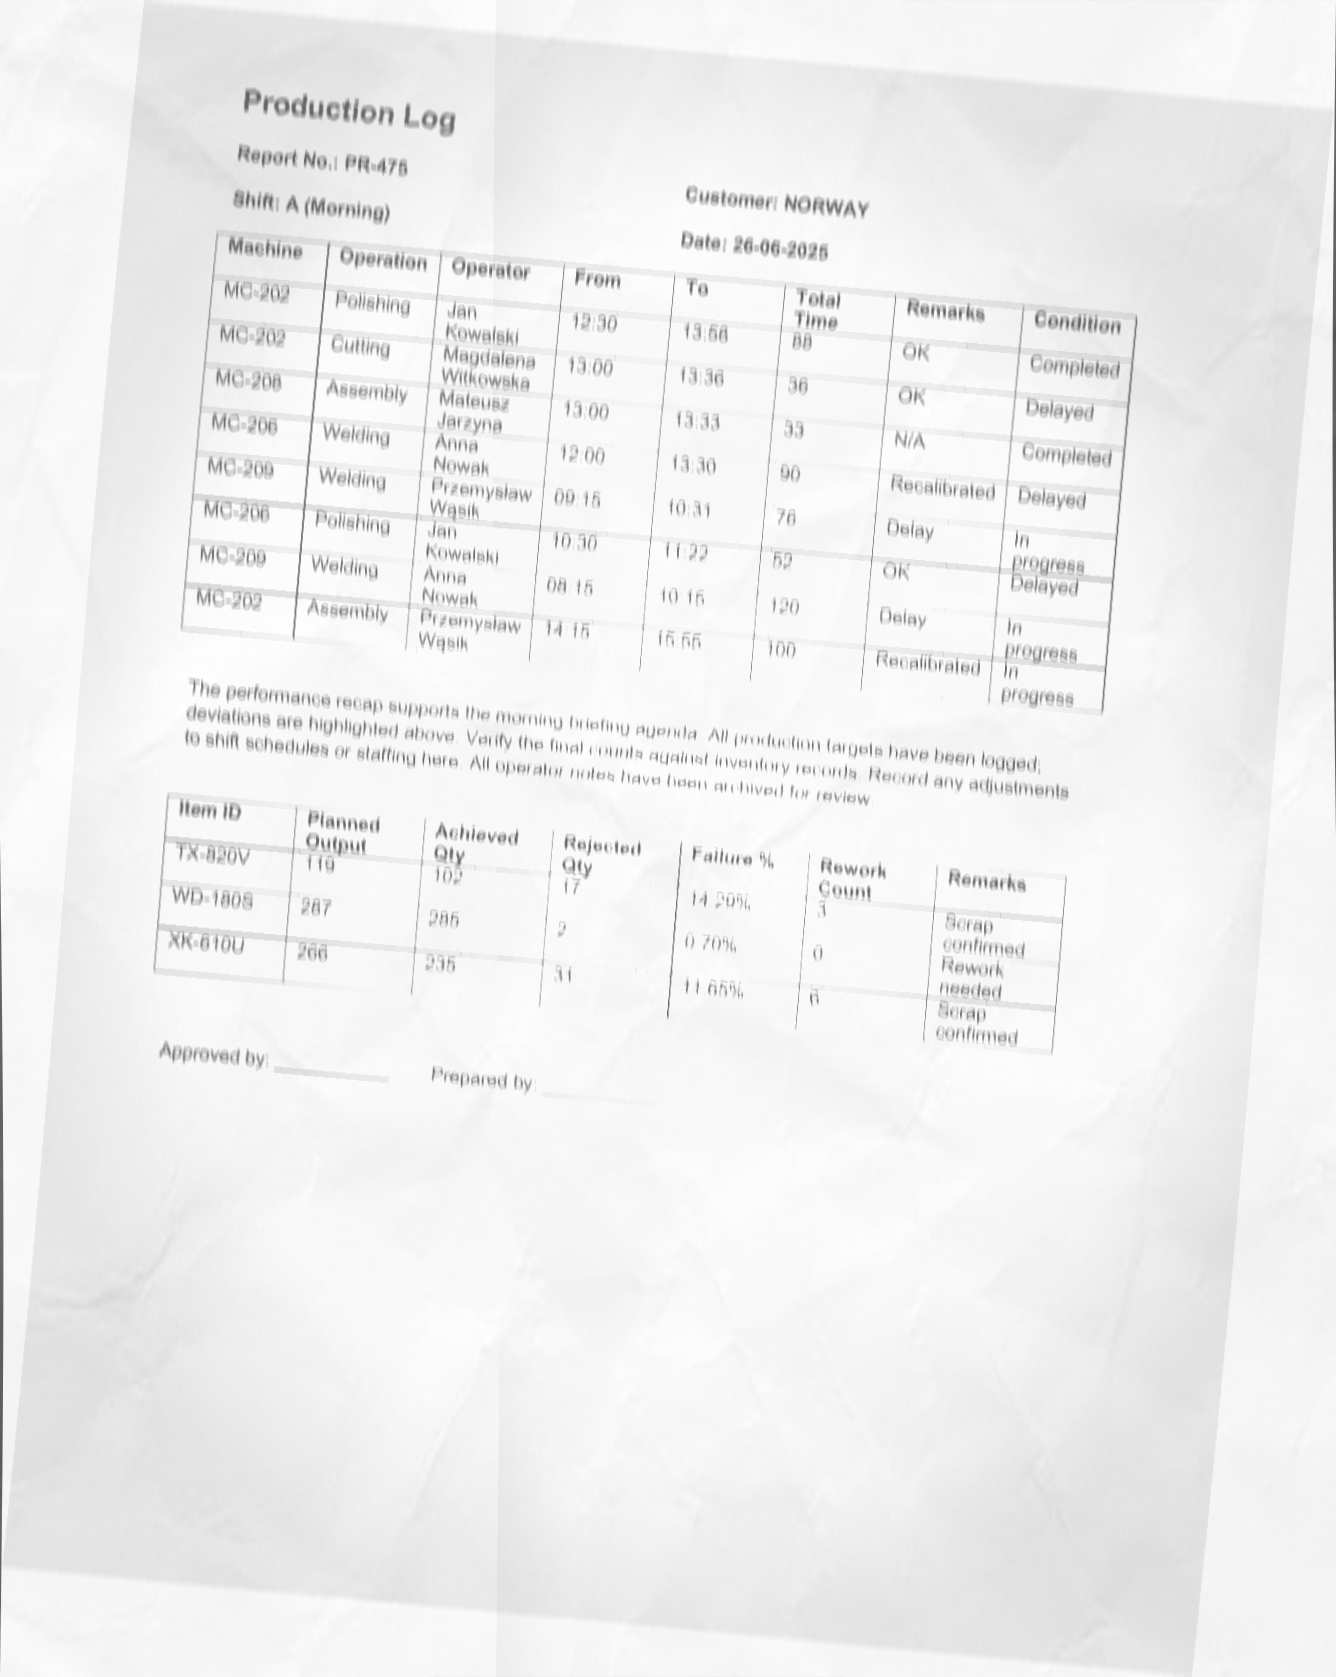 Production Log
Report No.: PR-475
Customer: NORWAY
Shift: A (Morning)
Date: 26-06-2025
Machine Operation Operator From To Total Time Remarks Condition
MC-202 Polishing Jan Kowalski 12:30 13:58 88 OK Completed
MC-202 Cutting Magdalena Witkowska 13:00 13:36 36 OK Delayed
MC-208 Assembly Mateusz Jarzyna 13:00 13:33 33 N/A Completed
MC-206 Welding Anna Nowak 12:00 13:30 90 Recalibrated Delayed
MC-209 Welding Przemysław Wąsik 09:15 10:31 76 Delay In progress
MC-206 Polishing Jan Kowalski 10:30 11:22 52 OK Delayed
MC-209 Welding Anna Nowak 08:15 10:15 120 Delay In progress
MC-202 Assembly Przemysław Wąsik 14:15 15:55 100 Recalibrated In progress
The performance recap supports the morning briefing agenda. All production targets have been logged;
deviations are highlighted above. Verify the final counts against inventory records. Record any adjustments
to shift schedules or staffing here. All operator notes have been archived for review.
Item ID Planned Output Achieved Qty Rejected Qty Failure % Rework Count Remarks
TX-820V 119 102 17 14.29% 3 Scrap confirmed
WD-180S 287 285 2 0.70% 0 Rework needed
XK-610U 266 235 31 11.65% 6 Scrap confirmed
Approved by: ____________ Prepared by: ____________